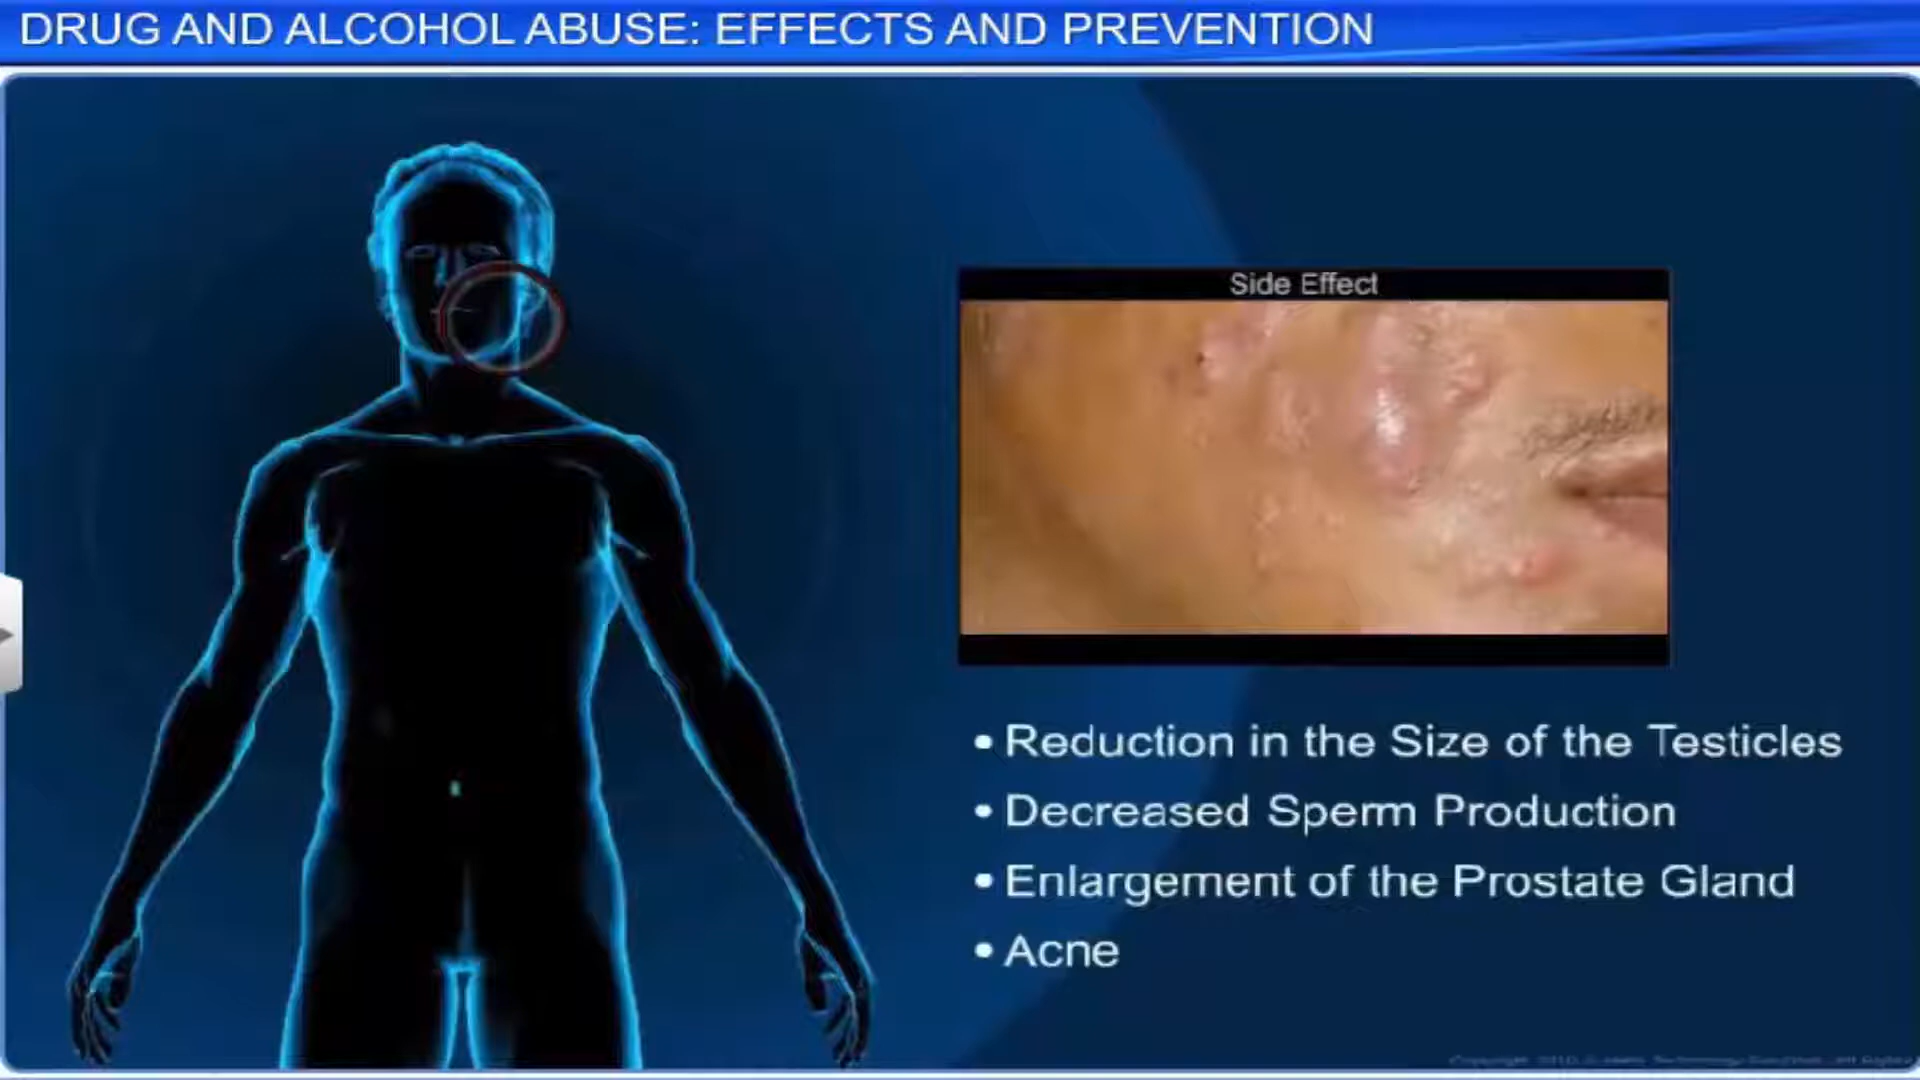 DRUG AND ALCOHOL ABUSE: EFFECTS AND PREVENTION
Side Effect
• Reduction in the Size of the Testicles
• Decreased Sperm Production
• Enlargement of the Prostate Gland
• Acne